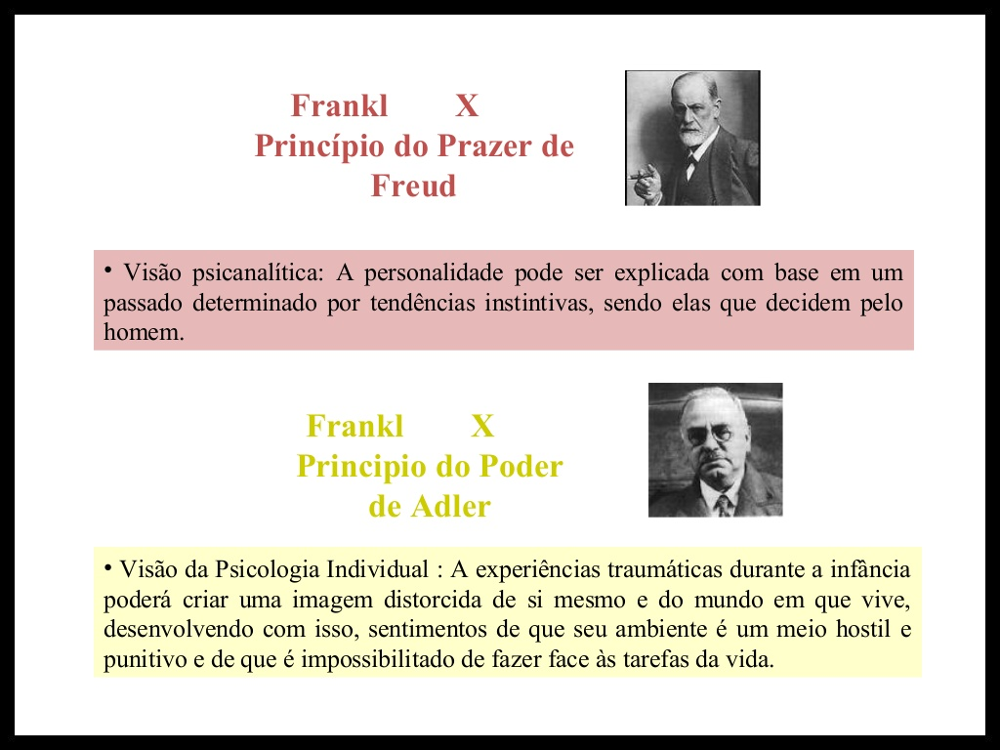 Frankl X
Princípio do Prazer de
Freud
• Visão psicanalítica: A personalidade pode ser explicada com base em um
passado determinado por tendências instintivas, sendo elas que decidem pelo
homem.
Frankl X
Principio do Poder
de Adler
• Visão da Psicologia Individual : A experiências traumáticas durante a infância
poderá criar uma imagem distorcida de si mesmo e do mundo em que vive,
desenvolvendo com isso, sentimentos de que seu ambiente é um meio hostil e
punitivo e de que é impossibilitado de fazer face às tarefas da vida.